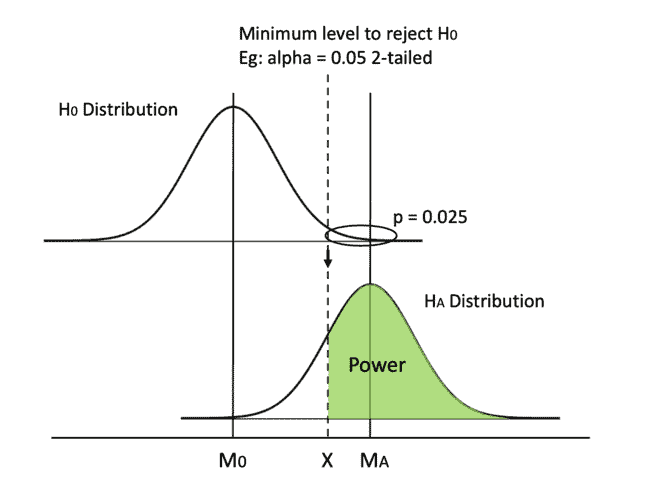 Minimum level to reject H0
Eg: alpha = 0.05 2-tailed
H0 Distribution
p = 0.025
HA Distribution
Power
M0
X
MA